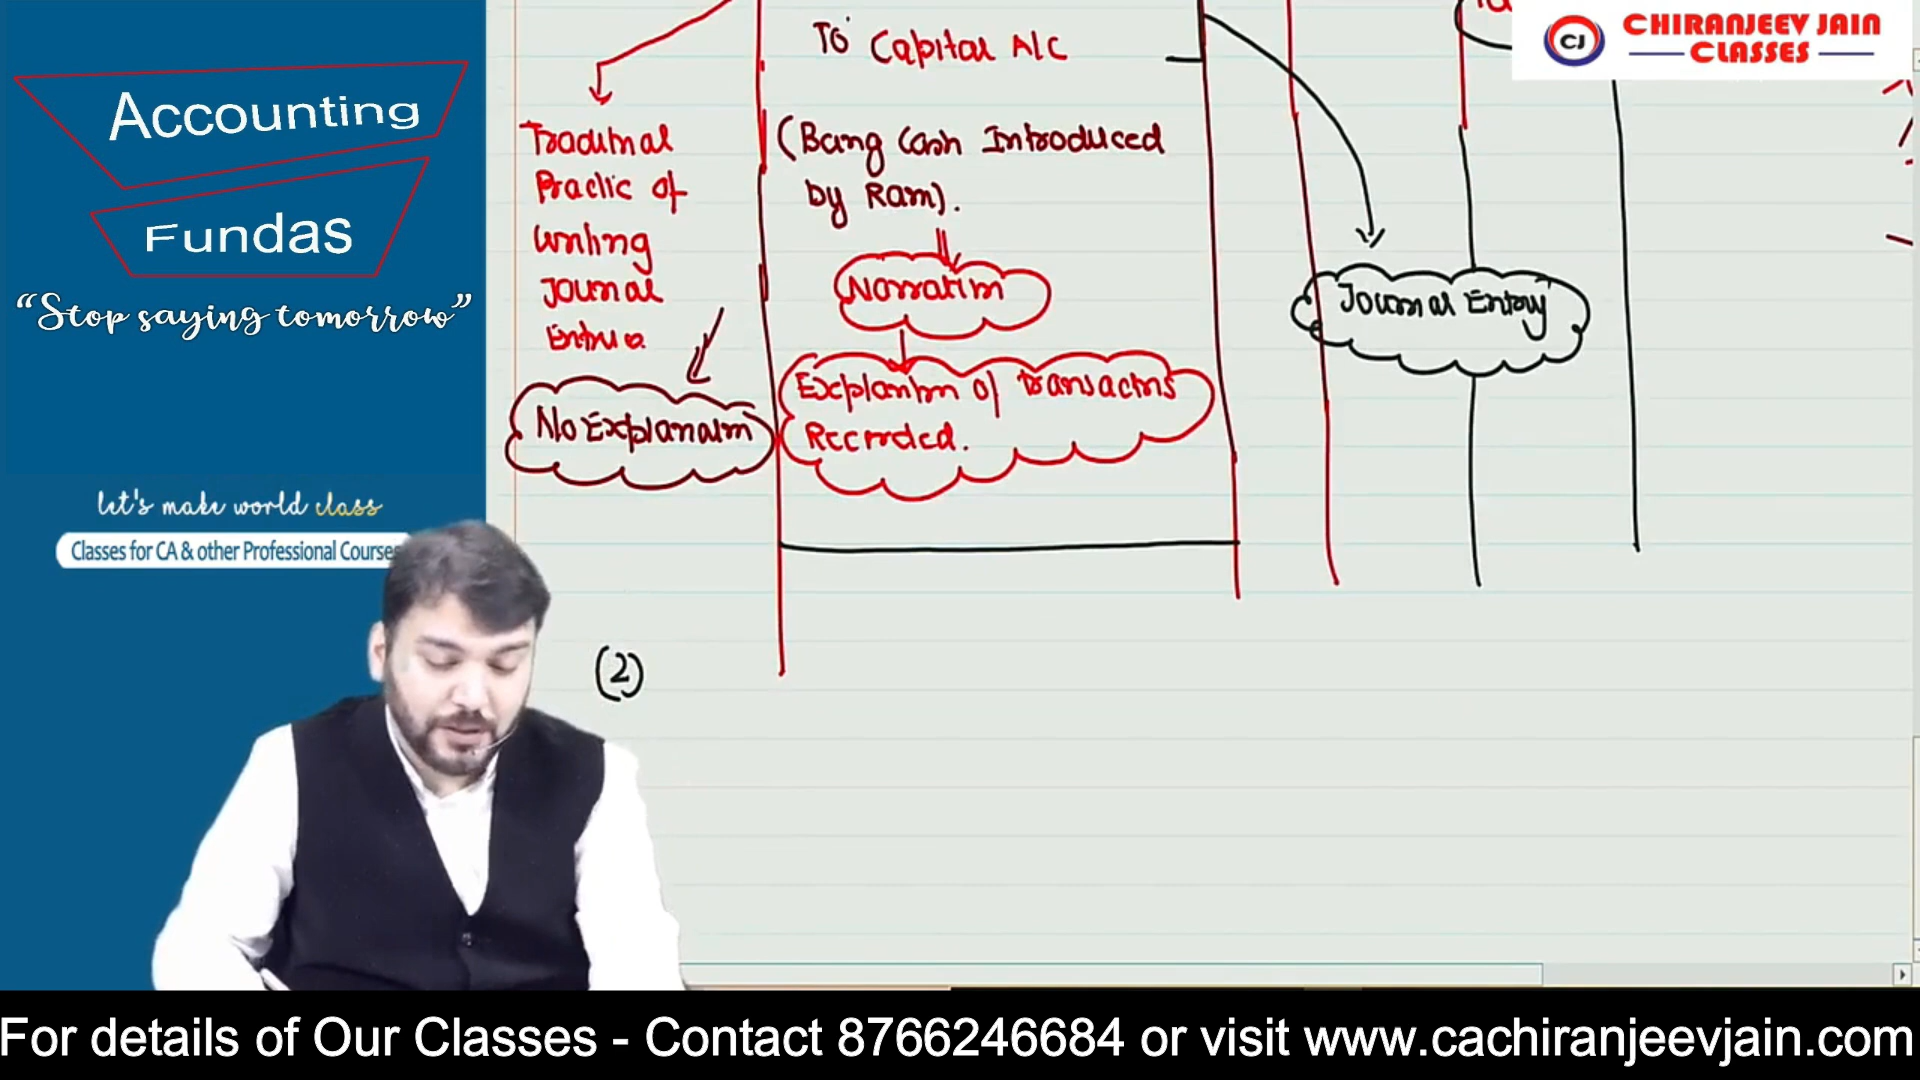 Accounting
Fundas
“Stop saying tomorrow”
let's make world class
Classes for CA & other Professional Courses
CHIRANJEEV JAIN
CJ
CLASSES
To Capital A/C
(Bang Cash Introduced
by Ram).
Narration
Explanation of transactions
Recorded.
Traditional
Practic of
writing
Journal
Entries
No Explanation
Journal Entry
(2)
For details of Our Classes - Contact 8766246684 or visit www.cachiranjeevjain.com